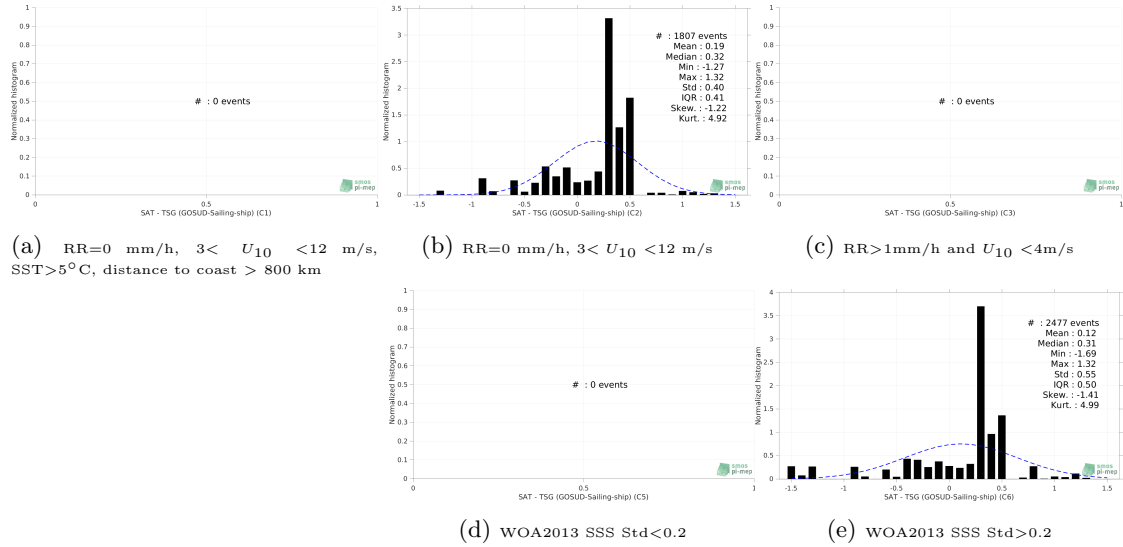 1
0.9
0.8
0.7
0.6
0.5
0.4
0.3
0.2
0.1
0
Normalized histogram
# : 0 events
smos
pi-mep
0 0.5 1
SAT - TSG (GOSUD-Sailing-ship) (C1)
(a) RR=0 mm/h, 3< U10 <12 m/s,
SST>5°C, distance to coast > 800 km
3.5
3
2.5
2
1.5
1
0.5
0
Normalized histogram
# : 1807 events
Mean : 0.19
Median : 0.32
Min : -1.27
Max : 1.32
Std : 0.40
IQR : 0.41
Skew. : -1.22
Kurt. : 4.92
smos
pi-mep
-1.5 -1 -0.5 0 0.5 1 1.5
SAT - TSG (GOSUD-Sailing-ship) (C2)
(b) RR=0 mm/h, 3< U10 <12 m/s
1
0.9
0.8
0.7
0.6
0.5
0.4
0.3
0.2
0.1
0
Normalized histogram
# : 0 events
smos
pi-mep
0 0.5 1
SAT - TSG (GOSUD-Sailing-ship) (C3)
(c) RR>1mm/h and U10 <4m/s
1
0.9
0.8
0.7
0.6
0.5
0.4
0.3
0.2
0.1
0
Normalized histogram
# : 0 events
smos
pi-mep
0 0.5 1
SAT - TSG (GOSUD-Sailing-ship) (C5)
(d) WOA2013 SSS Std<0.2
4
3.5
3
2.5
2
1.5
1
0.5
0
Normalized histogram
# : 2477 events
Mean : 0.12
Median : 0.31
Min : -1.69
Max : 1.32
Std : 0.55
IQR : 0.50
Skew. : -1.41
Kurt. : 4.99
smos
pi-mep
-1.5 -1 -0.5 0 0.5 1 1.5
SAT - TSG (GOSUD-Sailing-ship) (C6)
(e) WOA2013 SSS Std>0.2